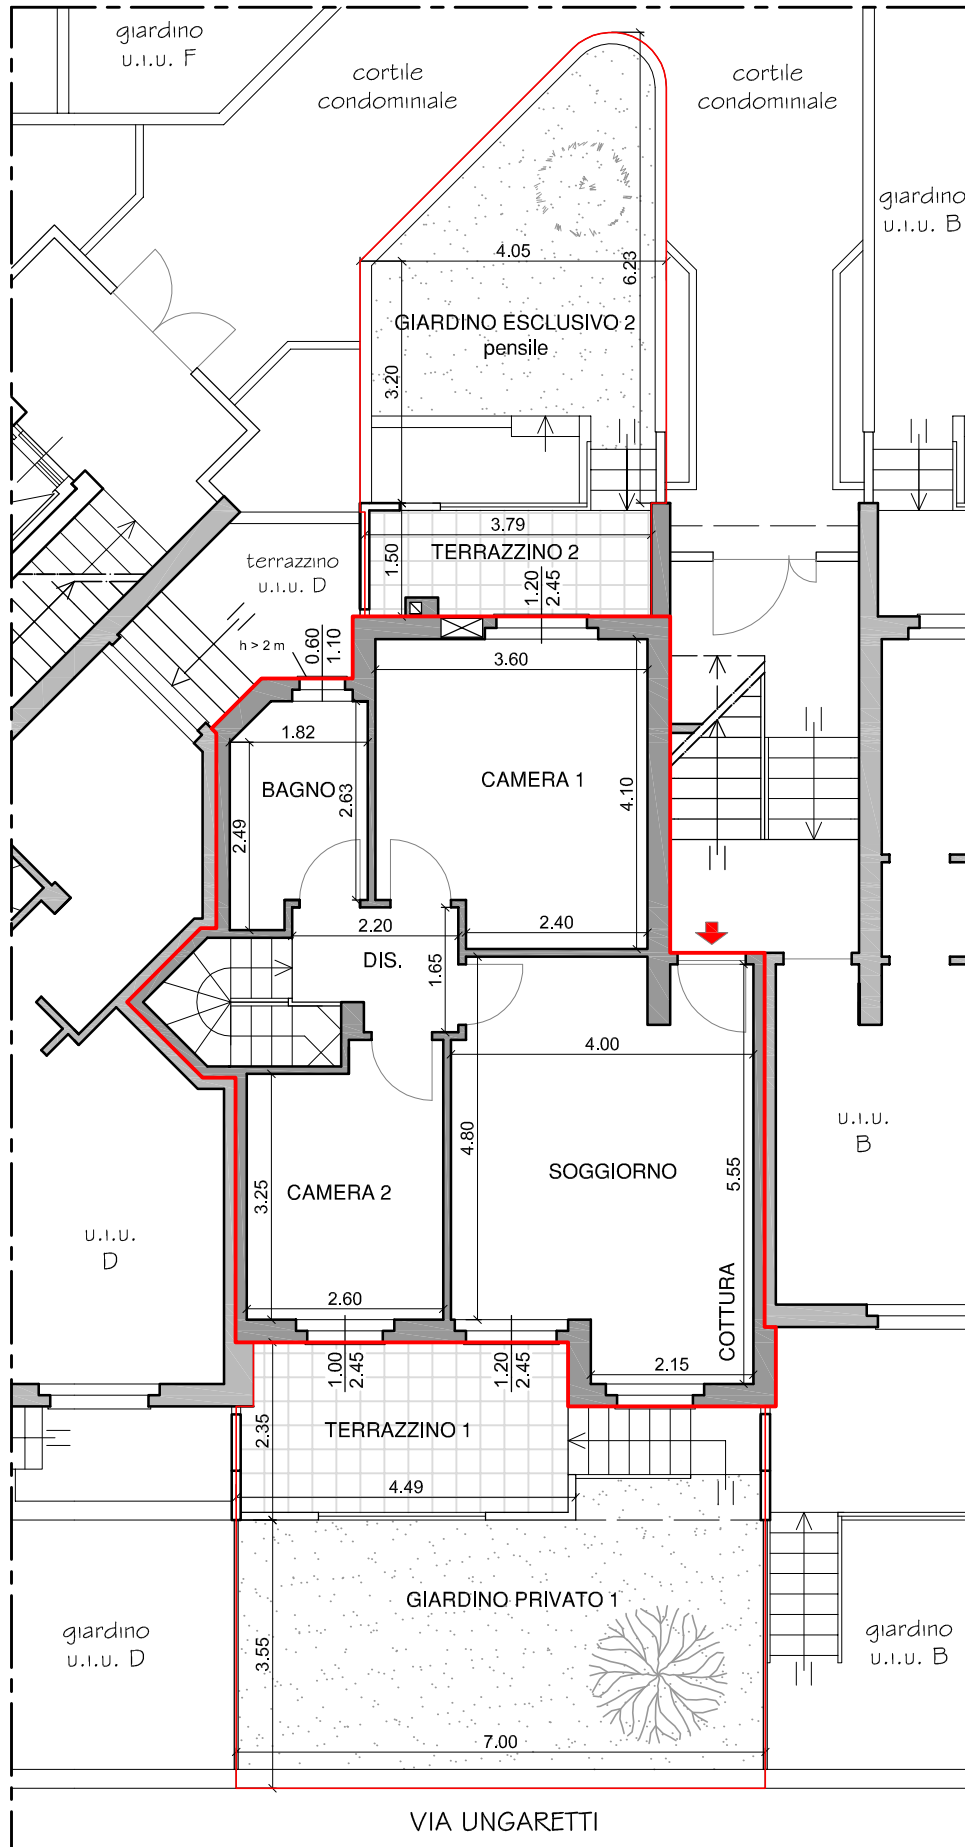 giardino
u.i.u. F
cortile
condominiale
cortile
condominiale
giardino
u.i.u. B
4.05
6.23
GIARDINO ESCLUSIVO 2
pensile
3.20
3.79
TERRAZZINO 2
1.50
1.20
2.45
terrazzino
u.i.u. D
h > 2 m
0.60
1.10
3.60
1.82
BAGNO
2.63
CAMERA 1
4.10
2.49
2.20
2.40
DIS.
1.65
4.00
4.80
SOGGIORNO
5.55
u.i.u.
B
3.25
CAMERA 2
u.i.u.
D
2.60
COTTURA
1.00
2.45
1.20
2.45
2.15
2.35
TERRAZZINO 1
4.49
GIARDINO PRIVATO 1
giardino
u.i.u. D
3.55
giardino
u.i.u. B
7.00
VIA UNGARETTI